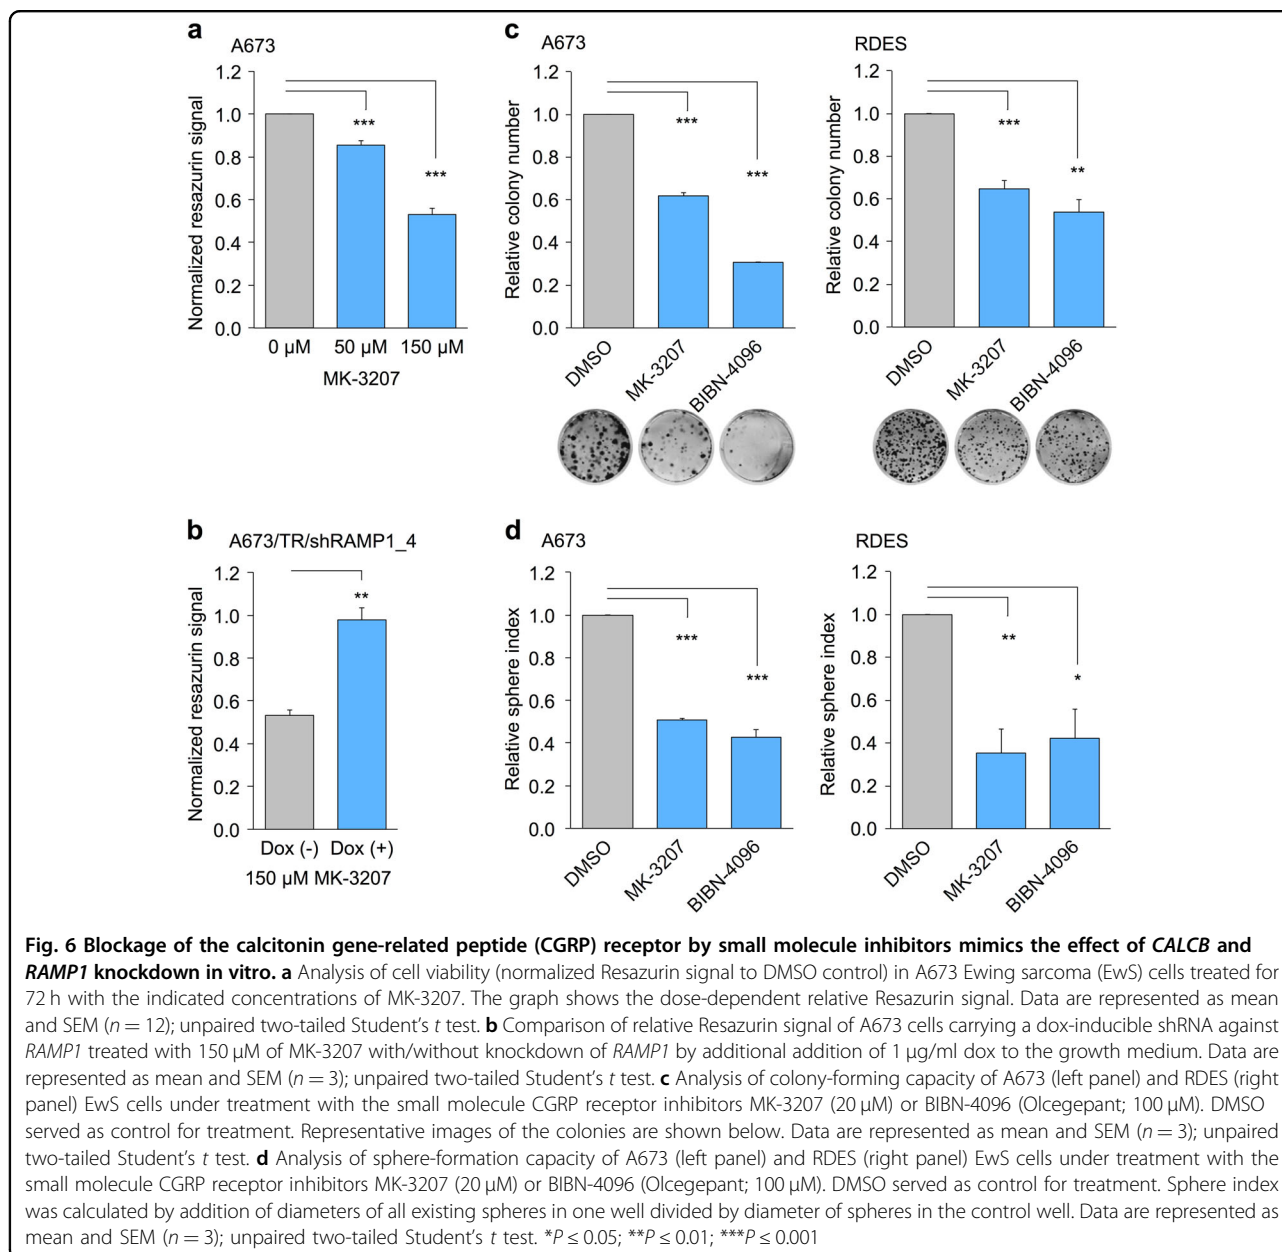 a
A673
1.2
1.0
0.8
0.6
0.4
0.2
0.0
Normalized resazurin signal
***
***
0 µM 50 µM 150 µM
MK-3207
c
A673
1.2
1.0
0.8
0.6
0.4
0.2
0.0
Relative colony number
***
***
DMSO
MK-3207
BIBN-4096
RDES
1.2
1.0
0.8
0.6
0.4
0.2
0.0
Relative colony number
***
**
DMSO
MK-3207
BIBN-4096
b
A673/TR/shRAMP1_4
1.2
1.0
0.8
0.6
0.4
0.2
0.0
Normalized resazurin signal
**
Dox (-) Dox (+)
150 µM MK-3207
d
A673
1.2
1.0
0.8
0.6
0.4
0.2
0.0
Relative sphere index
***
***
DMSO
MK-3207
BIBN-4096
RDES
1.2
1.0
0.8
0.6
0.4
0.2
0.0
Relative sphere index
**
*
DMSO
MK-3207
BIBN-4096
Fig. 6 Blockage of the calcitonin gene-related peptide (CGRP) receptor by small molecule inhibitors mimics the effect of CALCB and
RAMP1 knockdown in vitro. a Analysis of cell viability (normalized Resazurin signal to DMSO control) in A673 Ewing sarcoma (EwS) cells treated for
72 h with the indicated concentrations of MK-3207. The graph shows the dose-dependent relative Resazurin signal. Data are represented as mean
and SEM (n = 12); unpaired two-tailed Student's t test. b Comparison of relative Resazurin signal of A673 cells carrying a dox-inducible shRNA against
RAMP1 treated with 150 µM of MK-3207 with/without knockdown of RAMP1 by additional addition of 1 µg/ml dox to the growth medium. Data are
represented as mean and SEM (n = 3); unpaired two-tailed Student's t test. c Analysis of colony-forming capacity of A673 (left panel) and RDES (right
panel) EwS cells under treatment with the small molecule CGRP receptor inhibitors MK-3207 (20 µM) or BIBN-4096 (Olcegepant; 100 µM). DMSO
served as control for treatment. Representative images of the colonies are shown below. Data are represented as mean and SEM (n = 3); unpaired
two-tailed Student's t test. d Analysis of sphere-formation capacity of A673 (left panel) and RDES (right panel) EwS cells under treatment with the
small molecule CGRP receptor inhibitors MK-3207 (20 µM) or BIBN-4096 (Olcegepant; 100 µM). DMSO served as control for treatment. Sphere index
was calculated by addition of diameters of all existing spheres in one well divided by diameter of spheres in the control well. Data are represented as
mean and SEM (n = 3); unpaired two-tailed Student's t test. *P ≤ 0.05; **P ≤ 0.01; ***P ≤ 0.001